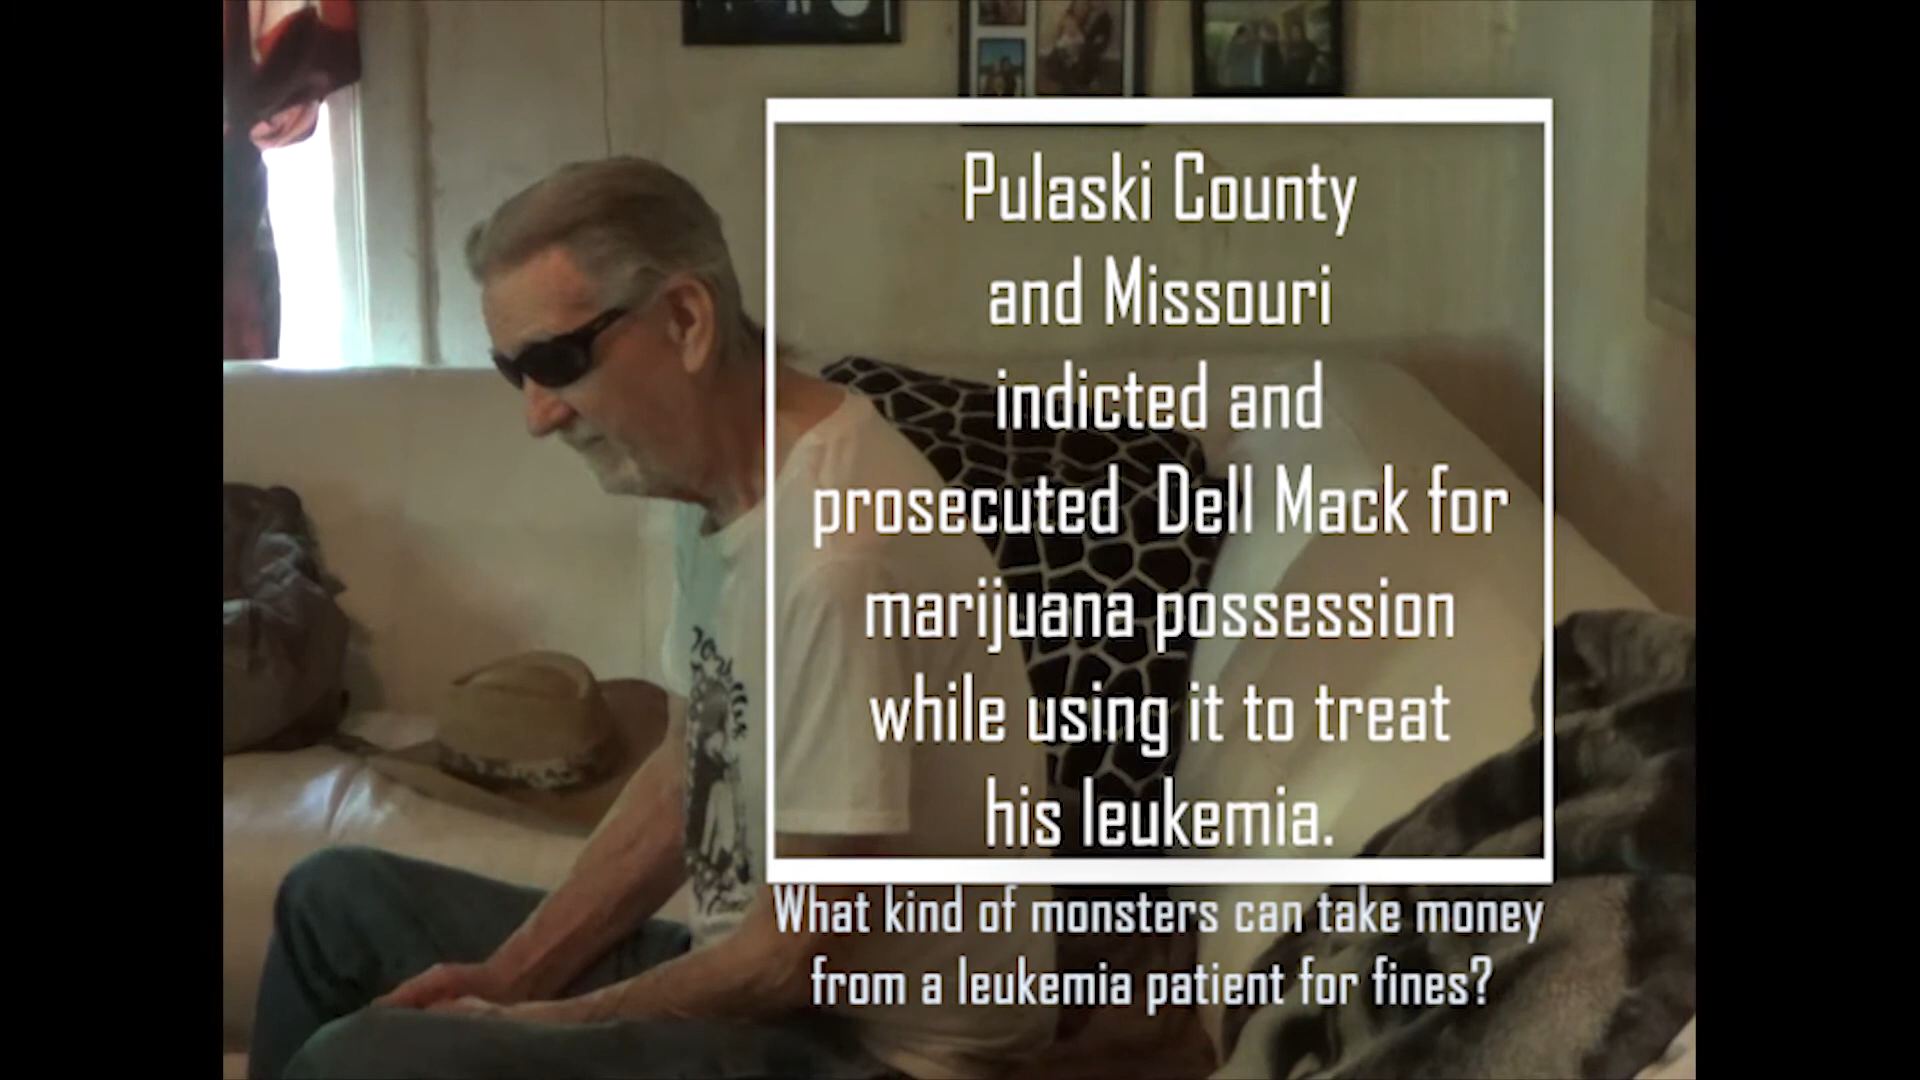 Pulaski County
and Missouri
indicted and
prosecuted Dell Mack for
marijuana possession
while using it to treat
his leukemia.
What kind of monsters can take money
from a leukemia patient for fines?